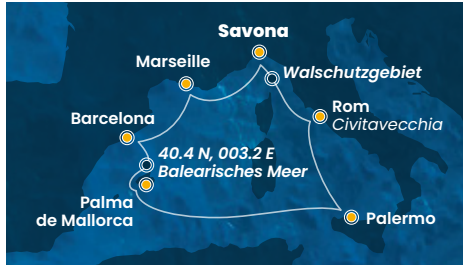 Savona
Marseille
Walschutzgebiet
Rom
Civitavecchia
Barcelona
40.4 N, 003.2 E
Balearisches Meer
Palma
de Mallorca
Palermo